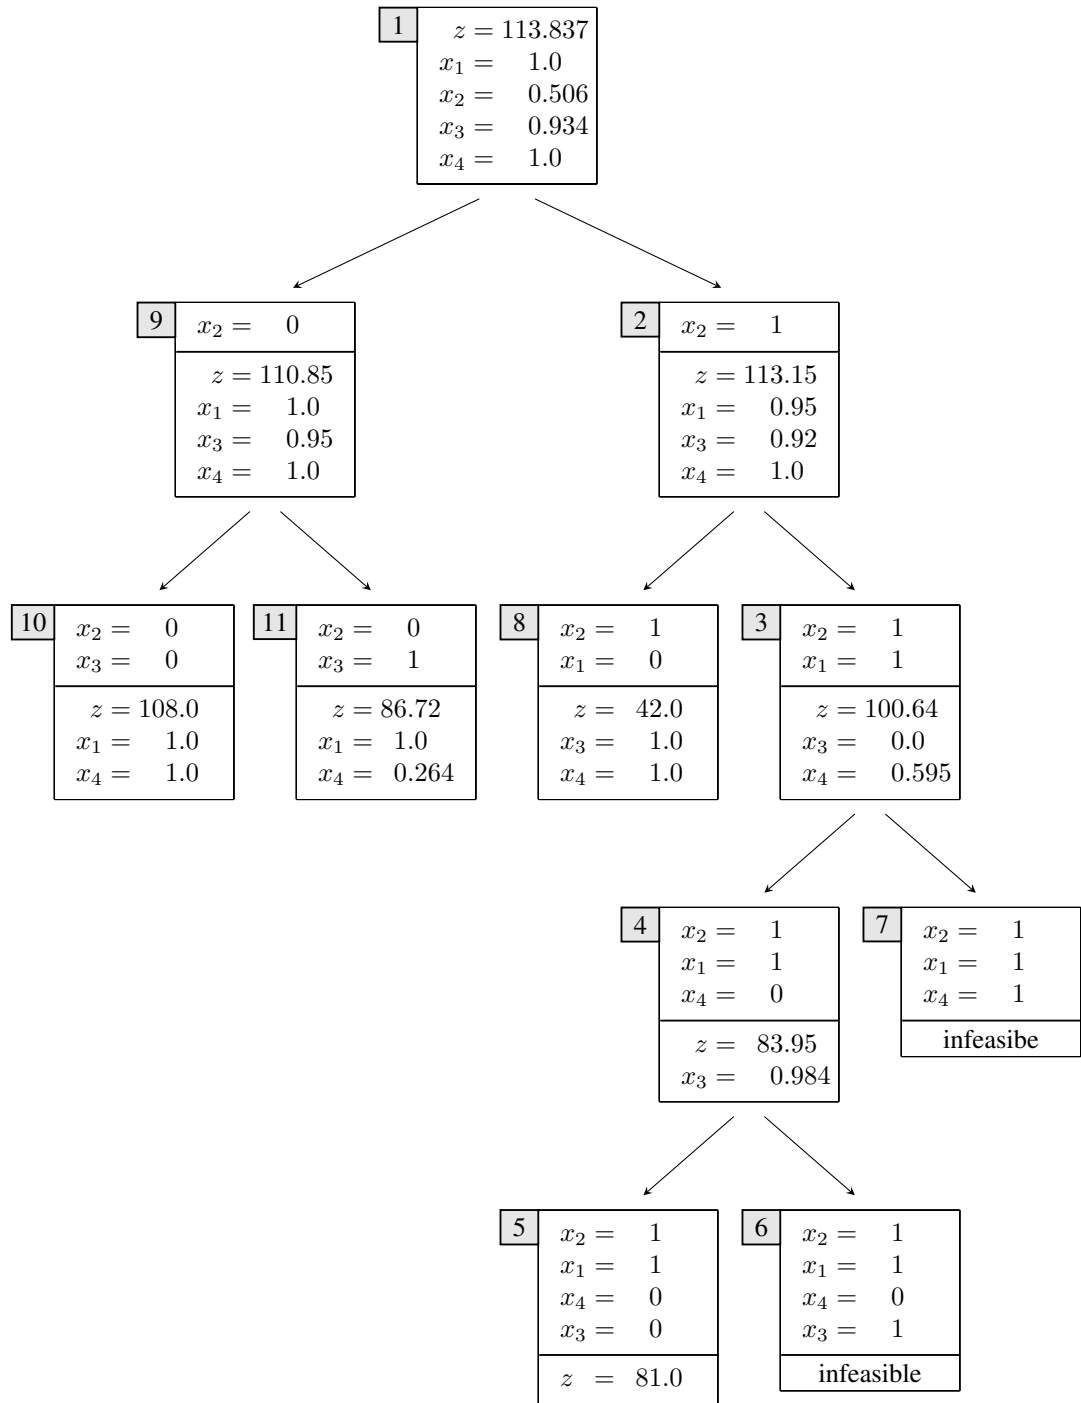 1
z = 113.837
x₁ = 1.0
x₂ = 0.506
x₃ = 0.934
x₄ = 1.0
9
x₂ = 0
z = 110.85
x₁ = 1.0
x₃ = 0.95
x₄ = 1.0
2
x₂ = 1
z = 113.15
x₁ = 0.95
x₃ = 0.92
x₄ = 1.0
10
x₂ = 0
x₃ = 0
z = 108.0
x₁ = 1.0
x₄ = 1.0
11
x₂ = 0
x₃ = 1
z = 86.72
x₁ = 1.0
x₄ = 0.264
8
x₂ = 1
x₁ = 0
z = 42.0
x₃ = 1.0
x₄ = 1.0
3
x₂ = 1
x₁ = 1
z = 100.64
x₃ = 0.0
x₄ = 0.595
4
x₂ = 1
x₁ = 1
x₄ = 0
z = 83.95
x₃ = 0.984
7
x₂ = 1
x₁ = 1
x₄ = 1
infeasibe
5
x₂ = 1
x₁ = 1
x₄ = 0
x₃ = 0
z = 81.0
6
x₂ = 1
x₁ = 1
x₄ = 0
x₃ = 1
infeasible